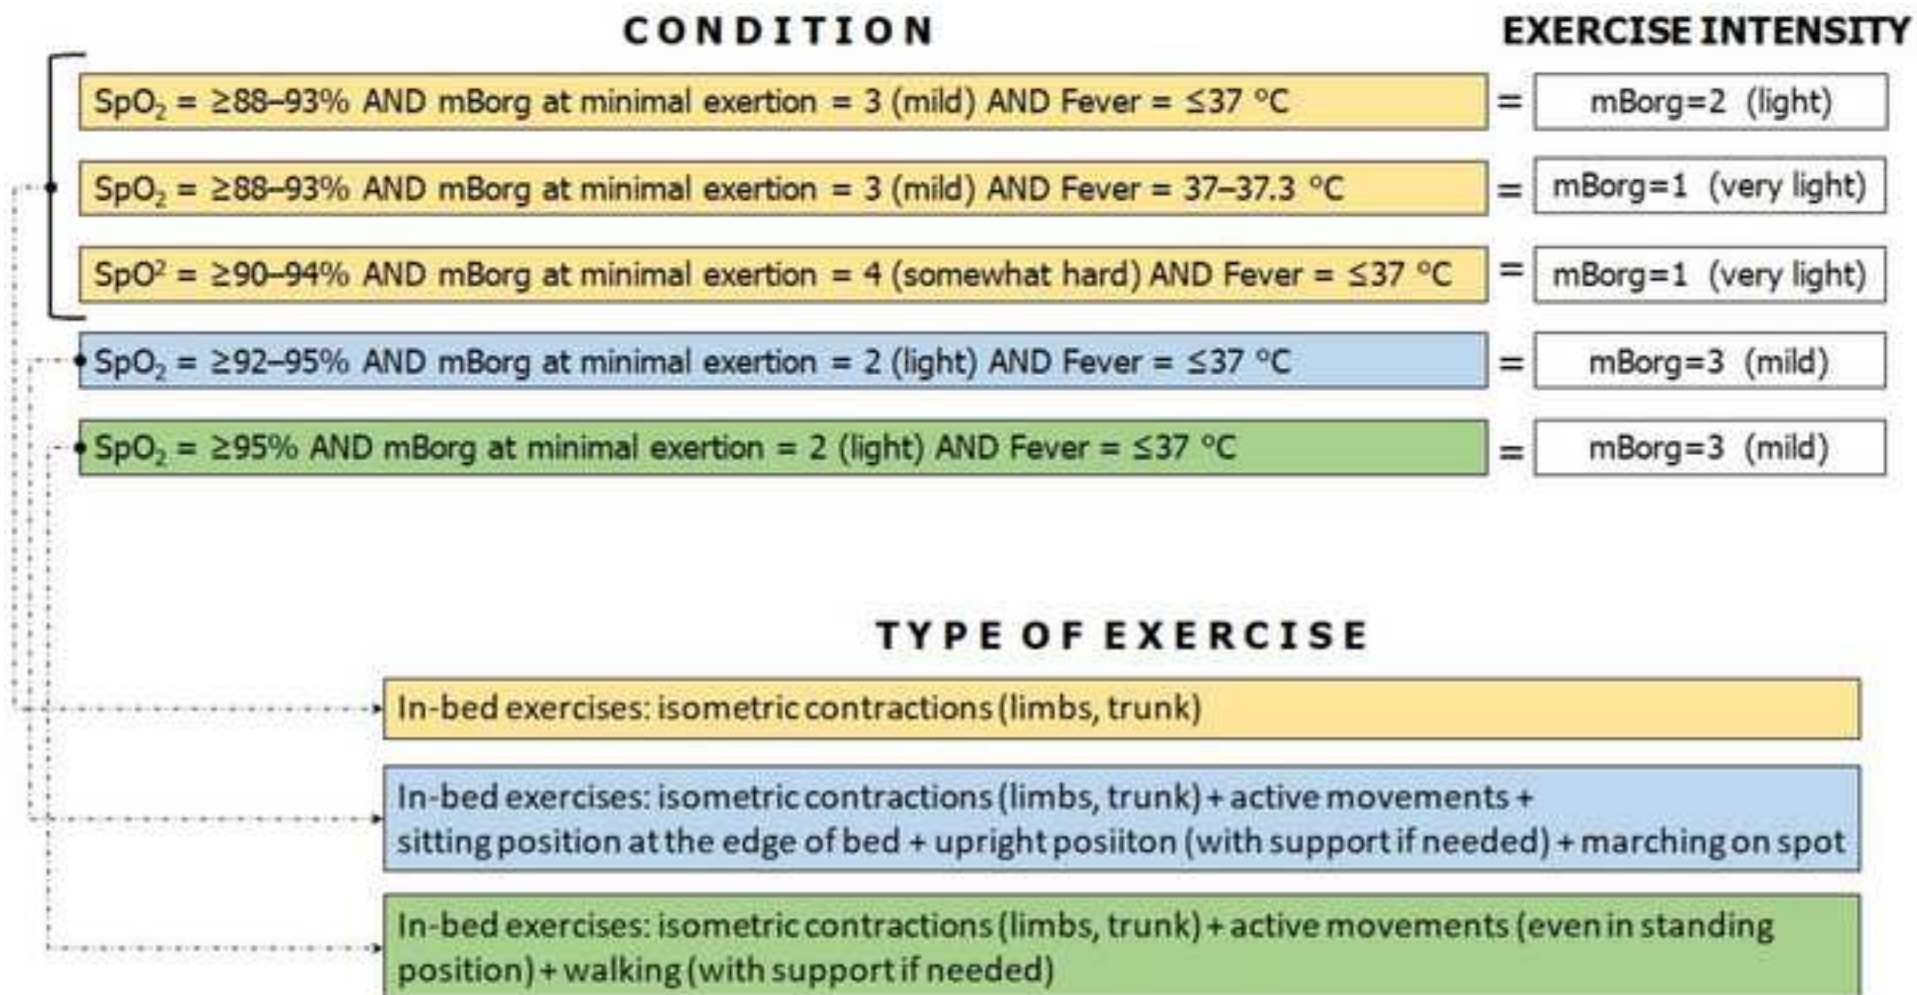 CONDITION
EXERCISE INTENSITY
SpO₂ = ≥88–93% AND mBorg at minimal exertion = 3 (mild) AND Fever = ≤37 °C
=
mBorg=2 (light)
SpO₂ = ≥88–93% AND mBorg at minimal exertion = 3 (mild) AND Fever = 37–37.3 °C
=
mBorg=1 (very light)
SpO² = ≥90–94% AND mBorg at minimal exertion = 4 (somewhat hard) AND Fever = ≤37 °C
=
mBorg=1 (very light)
SpO₂ = ≥92–95% AND mBorg at minimal exertion = 2 (light) AND Fever = ≤37 °C
=
mBorg=3 (mild)
SpO₂ = ≥95% AND mBorg at minimal exertion = 2 (light) AND Fever = ≤37 °C
=
mBorg=3 (mild)
TYPE OF EXERCISE
In-bed exercises: isometric contractions (limbs, trunk)
In-bed exercises: isometric contractions (limbs, trunk) + active movements +
sitting position at the edge of bed + upright posiiton (with support if needed) + marching on spot
In-bed exercises: isometric contractions (limbs, trunk) + active movements (even in standing
position) + walking (with support if needed)